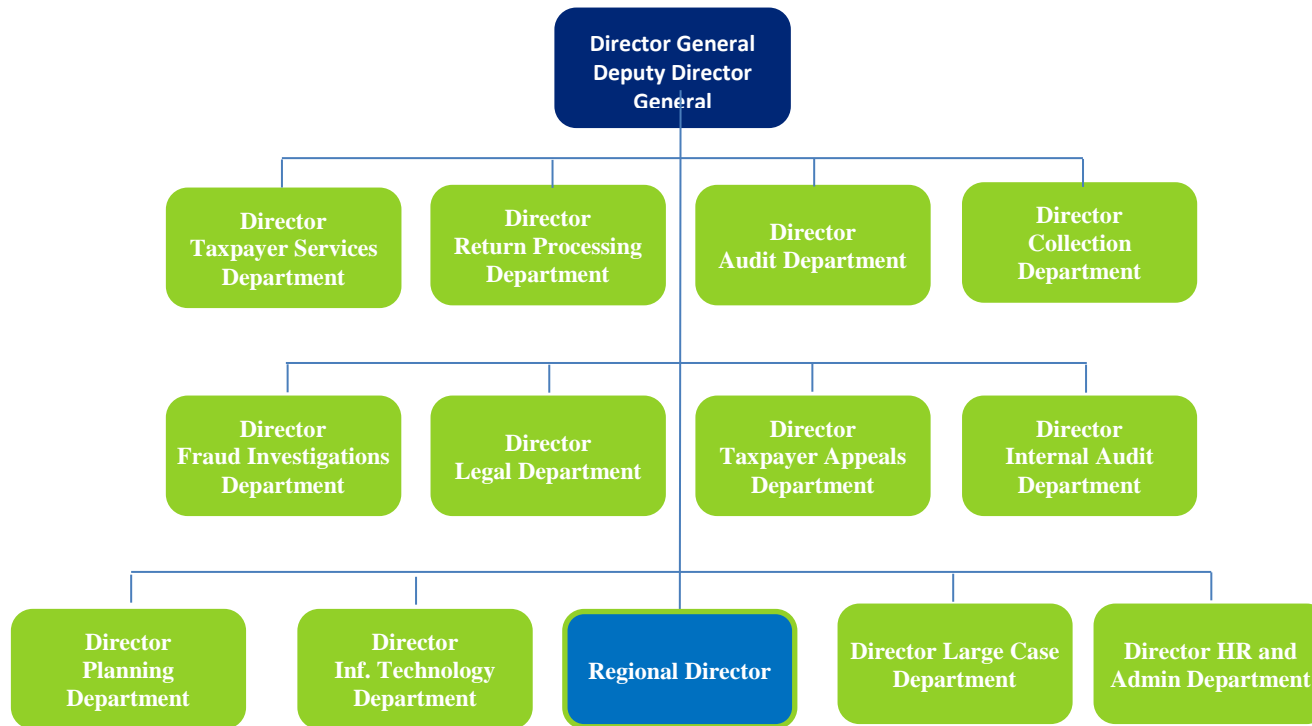 Director General
Deputy Director
General
Director
Taxpayer Services
Department
Director
Return Processing
Department
Director
Audit Department
Director
Collection
Department
Director
Fraud Investigations
Department
Director
Legal Department
Director
Taxpayer Appeals
Department
Director
Internal Audit
Department
Director
Planning
Department
Director
Inf. Technology
Department
Regional Director
Director Large Case
Department
Director HR and
Admin Department